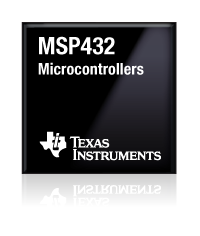 MSP432
Microcontrollers
TEXAS
INSTRUMENTS